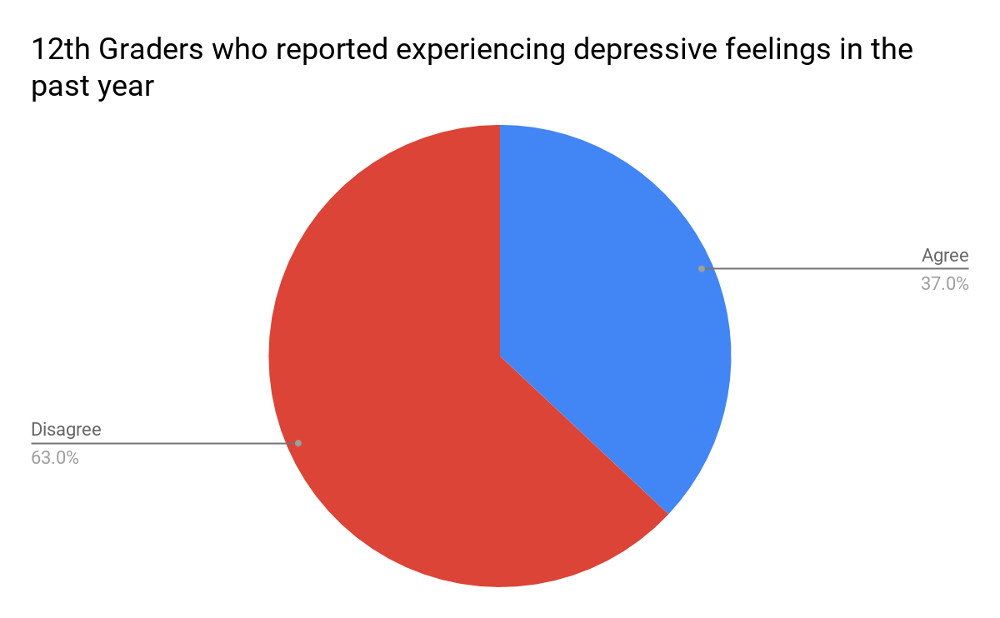 12th Graders who reported experiencing depressive feelings in the
past year
Agree
37.0%
Disagree
63.0%